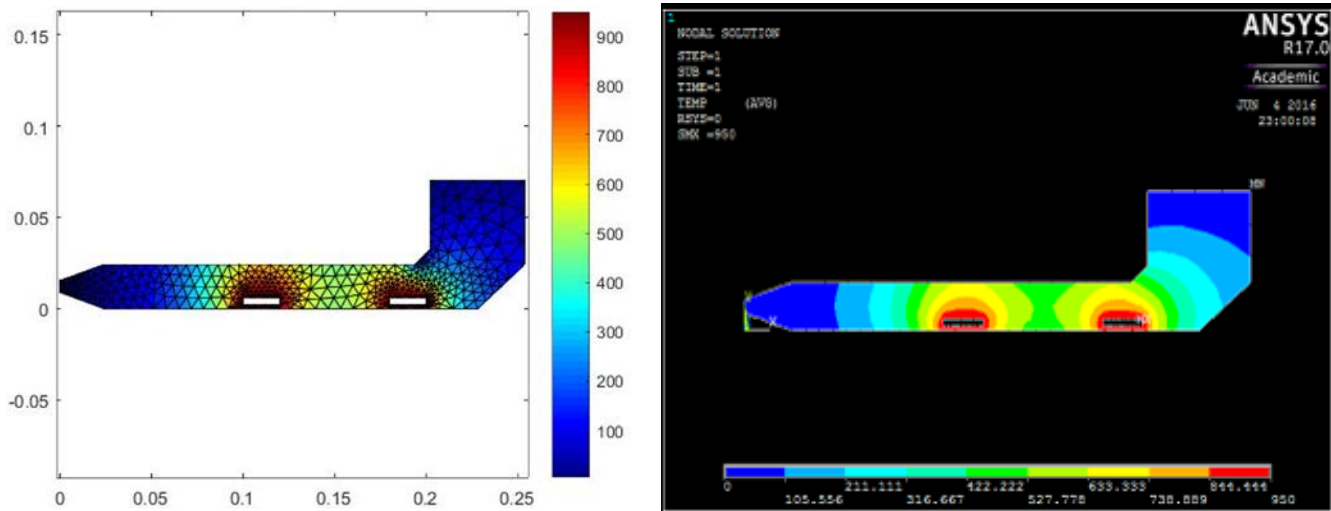 0.15
0.1
0.05
0
-0.05
0 0.05 0.1 0.15 0.2 0.25
900
800
700
600
500
400
300
200
100
1
NODAL SOLUTION
STEP=1
SUB =1
TIME=1
TEMP (AVG)
RSYS=0
SMX =950
ANSYS
R17.0
Academic
JUN 4 2016
23:00:08
MN
Y
X
MX
0 211.111 422.222 633.333 844.444
105.556 316.667 527.778 738.889 950